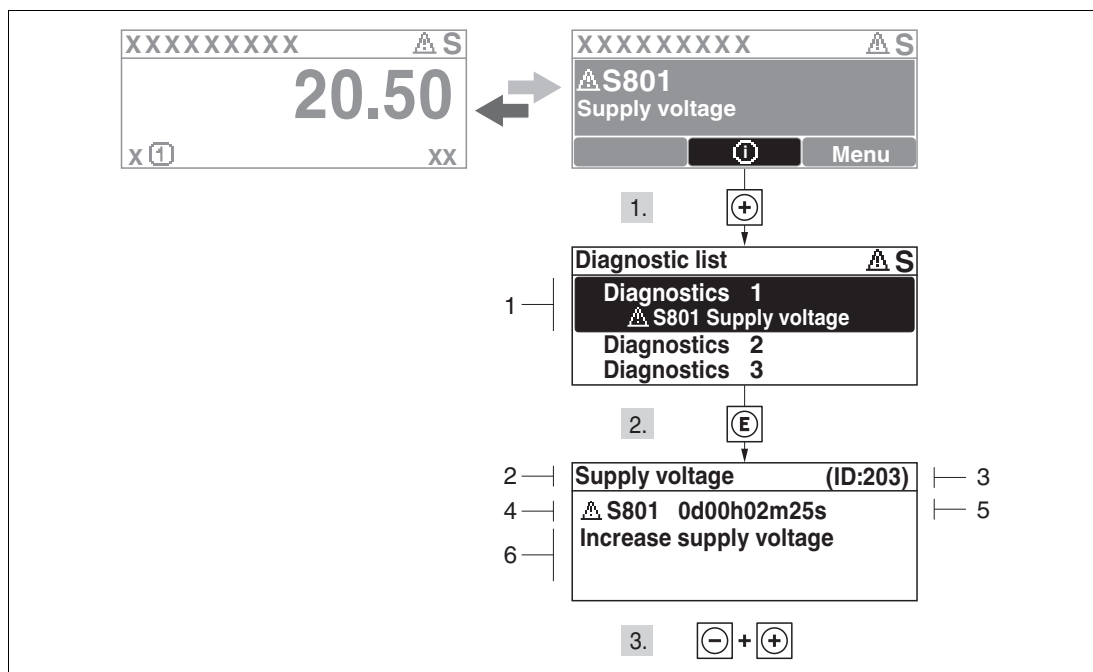 XXXXXXXXX ⚠ S
20.50
x ① xx
XXXXXXXXX ⚠ S
⚠ S801
Supply voltage
ⓘ Menu
1. +
Diagnostic list ⚠ S
1
Diagnostics 1
⚠ S801 Supply voltage
Diagnostics 2
Diagnostics 3
2. E
2 Supply voltage (ID:203) 3
4 ⚠ S801 0d00h02m25s 5
6 Increase supply voltage
3. - + +